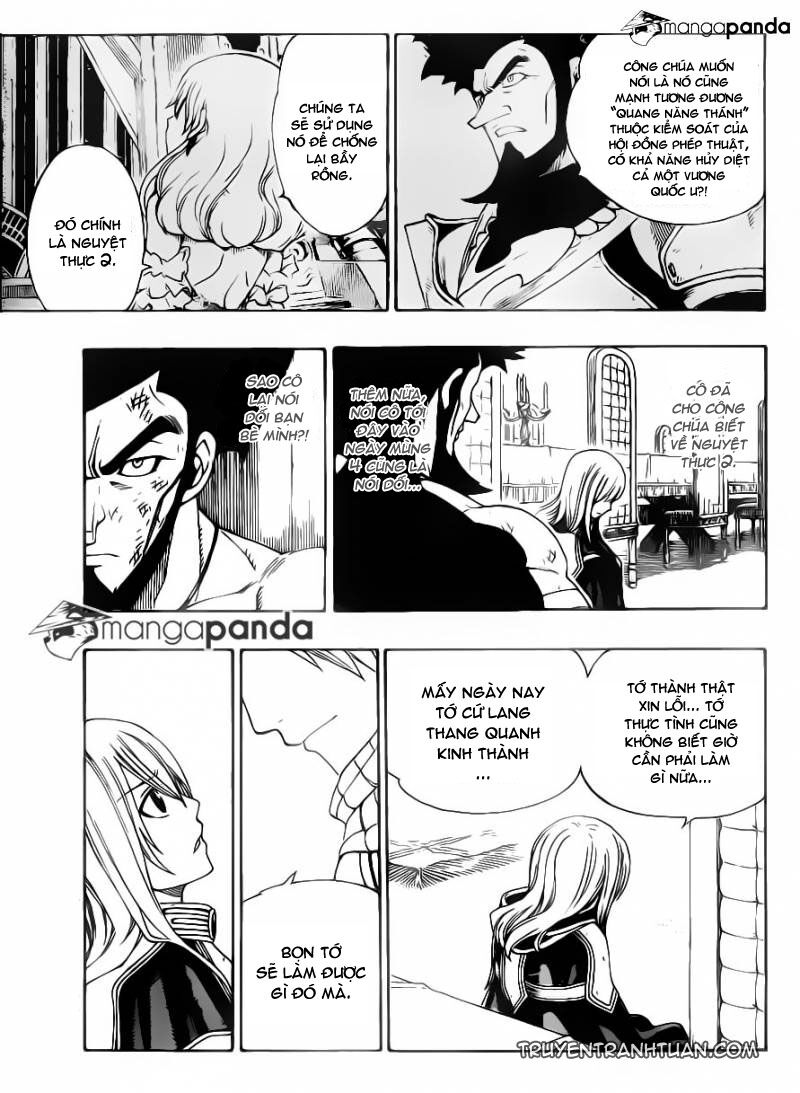 mangapanda
CÔNG CHÚA MUỐN
NÓI LÀ NÓ CŨNG
MẠNH TƯƠNG ĐƯƠNG
“QUANG NĂNG THÁNH”
THUỘC KIỂM SOÁT CỦA
HỘI ĐỒNG PHÉP THUẬT,
CÓ KHẢ NĂNG HỦY DIỆT
CẢ MỘT VƯƠNG
QUỐC Ư?!
CHÚNG TA
SẼ SỬ DỤNG
NÓ ĐỂ CHỐNG
LẠI BẦY
RỒNG.
ĐÓ CHÍNH
LÀ NGUYỆT
THỰC 2.
CÔ ĐÃ
CHO CÔNG
CHÚA BIẾT
VỀ NGUYỆT
THỰC 2.
THÊM NỮA,
NÓI CÔ TỚI
ĐÂY VÀO
NGÀY MÙNG
4 CŨNG LÀ
NÓI DỐI...
SAO CÔ
LẠI NÓI
DỐI BẠN
BÈ MÌNH?!
mangapanda
TỚ THÀNH THẬT
XIN LỖI... TỚ
THỰC TÌNH CŨNG
KHÔNG BIẾT GIỜ
CẦN PHẢI LÀM
GÌ NỮA...
MẤY NGÀY NAY
TỚ CỨ LANG
THANG QUANH
KINH THÀNH
...
BỌN TỚ
SẼ LÀM ĐƯỢC
GÌ ĐÓ MÀ.
TRUYENTRANHTUAN.COM